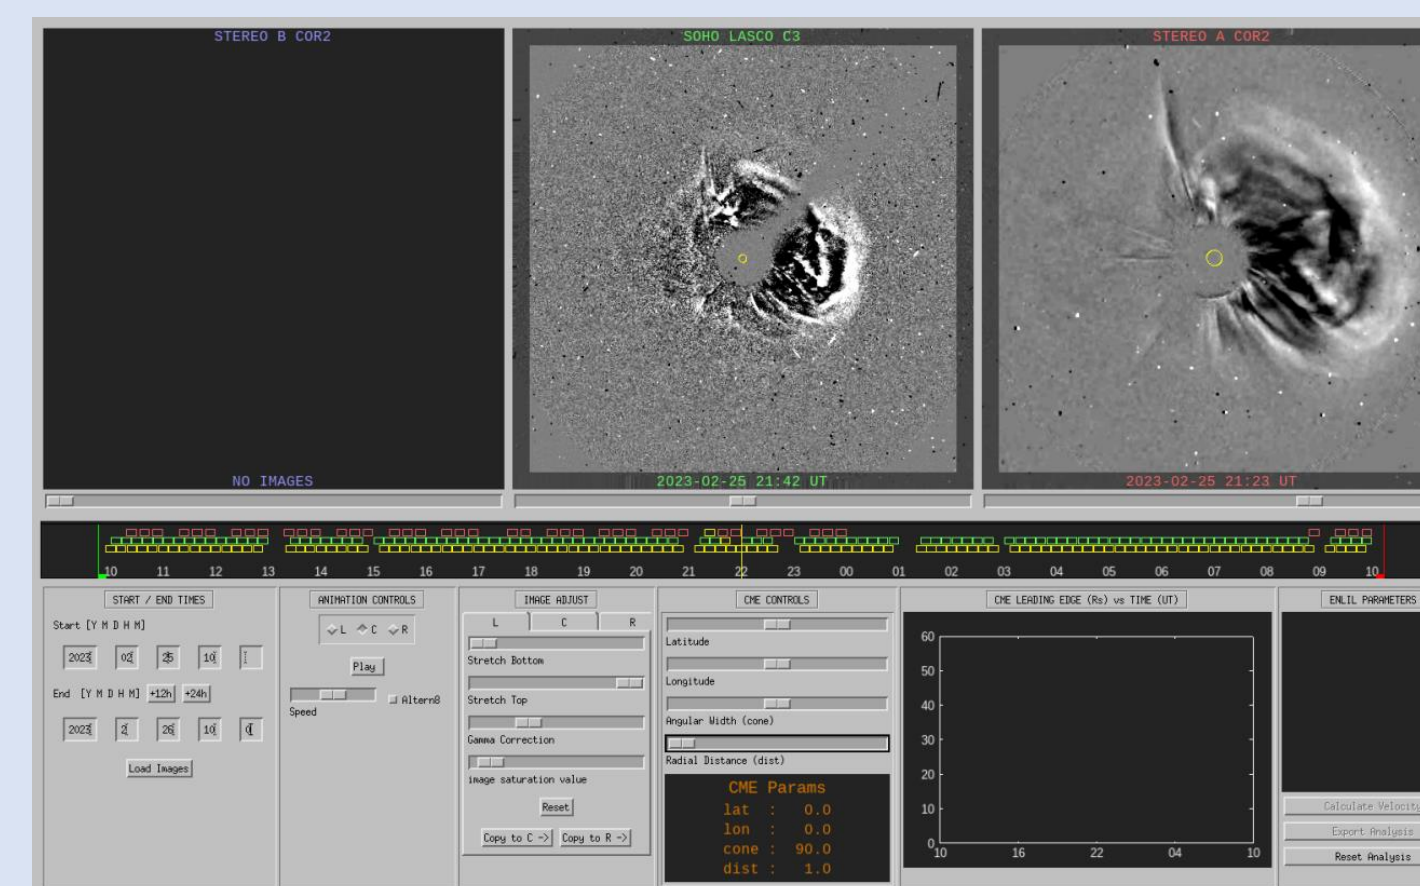 STEREO B COR2
SOHO LASCO C3
STEREO A COR2
NO IMAGES
2023-02-25 21:42 UT
2023-02-25 21:23 UT
10 11 12 13 14 15 16 17 18 19 20 21 22 23 00 01 02 03 04 05 06 07 08 09 10
START / END TIMES
Start [Y M D H M]
2023 02 25 10
End [Y M D H M] +12h +24h
2023 2 26 10 0
Load Images
ANIMATION CONTROLS
L C R
Play
Altern8
Speed
IMAGE ADJUST
L C R
Stretch Bottom
Stretch Top
Gamma Correction
image saturation value
Reset
Copy to C -> Copy to R ->
CME CONTROLS
Latitude
Longitude
Angular Width (cone)
Radial Distance (dist)
CME Params
lat : 0.0
lon : 0.0
cone : 90.0
dist : 1.0
CME LEADING EDGE (Rs) vs TIME (UT)
60
50
40
30
20
10
0
10 16 22 04 10
ENLIL PARAMETERS
Calculate Velocity
Export Analysis
Reset Analysis